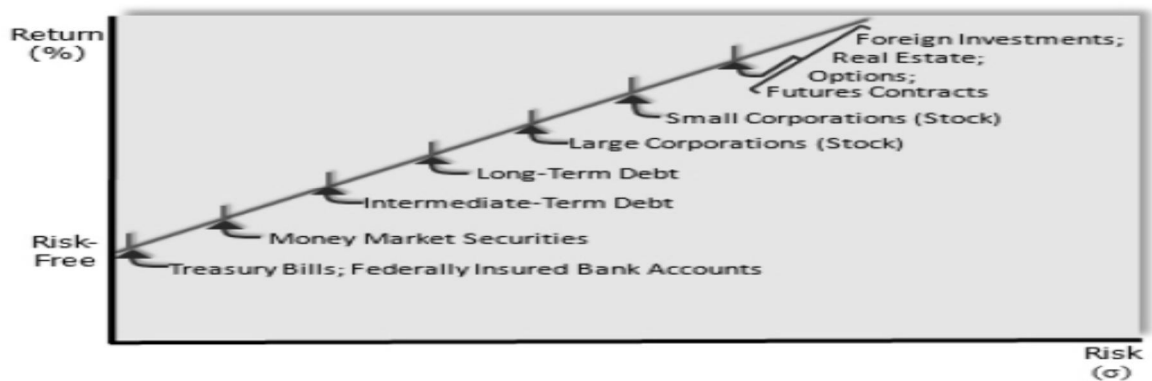 Return
(%)
Foreign Investments;
Real Estate;
Options;
Futures Contracts
Small Corporations (Stock)
Large Corporations (Stock)
Long-Term Debt
Intermediate-Term Debt
Risk-
Free
Money Market Securities
Treasury Bills; Federally Insured Bank Accounts
Risk
(σ)